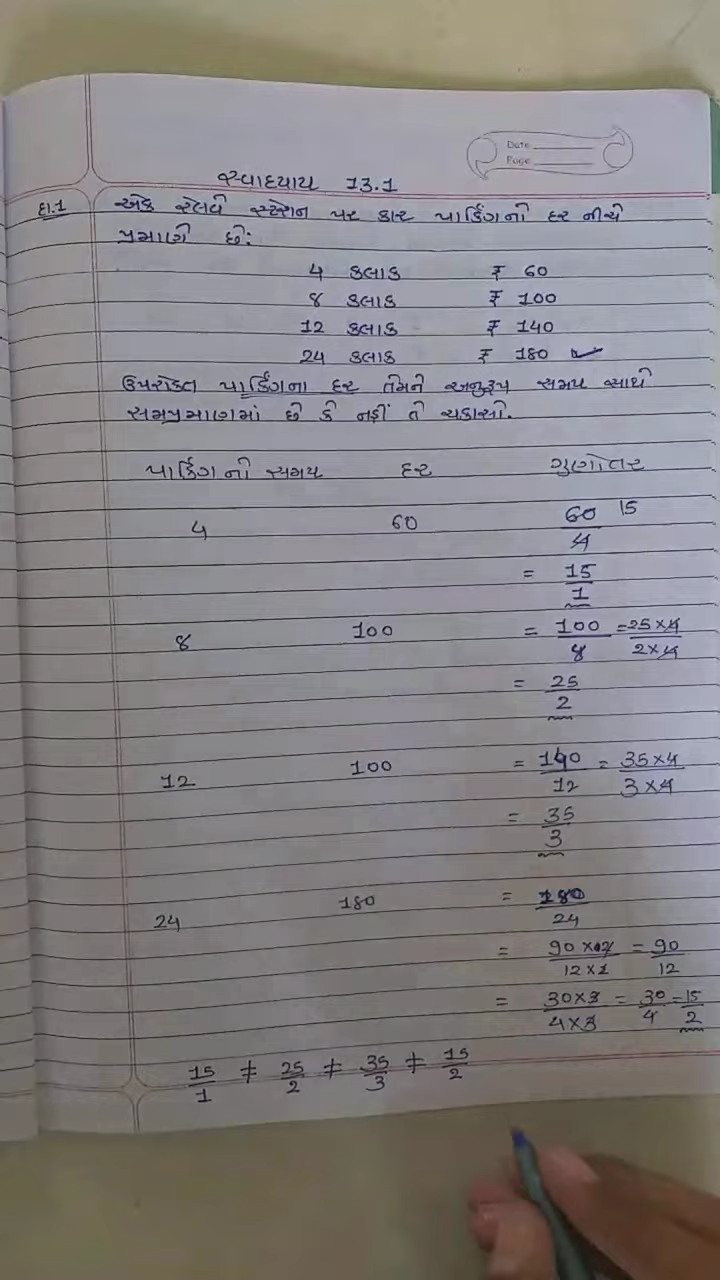 Date
Page
સ્વાધ્યાય 13.1
દા.1 એક રેલવે સ્ટેશન પર કાર પાર્કિંગનો દર નીચે
પ્રમાણે છે:
4 કલાક ₹ 60
8 કલાક ₹ 100
12 કલાક ₹ 140
24 કલાક ₹ 180
ઉપરોક્ત પાર્કિંગના દર તેમને અનુરૂપ સમય સાથે
સમપ્રમાણમાં છે કે નહીં તે ચકાસો.
પાર્કિંગનો સમય દર ગુણોતર
4 60 60/4 15
= 15/1
8 100 = 100/8 = 25×4/2×4
= 25/2
12 100 = 140/12 = 35×4/3×4
= 35/3
24 180 = 180/24
= 90×2/12×2 = 90/12
= 30×3/4×3 = 30/4 = 15/2
15/1 ≠ 25/2 ≠ 35/3 ≠ 15/2